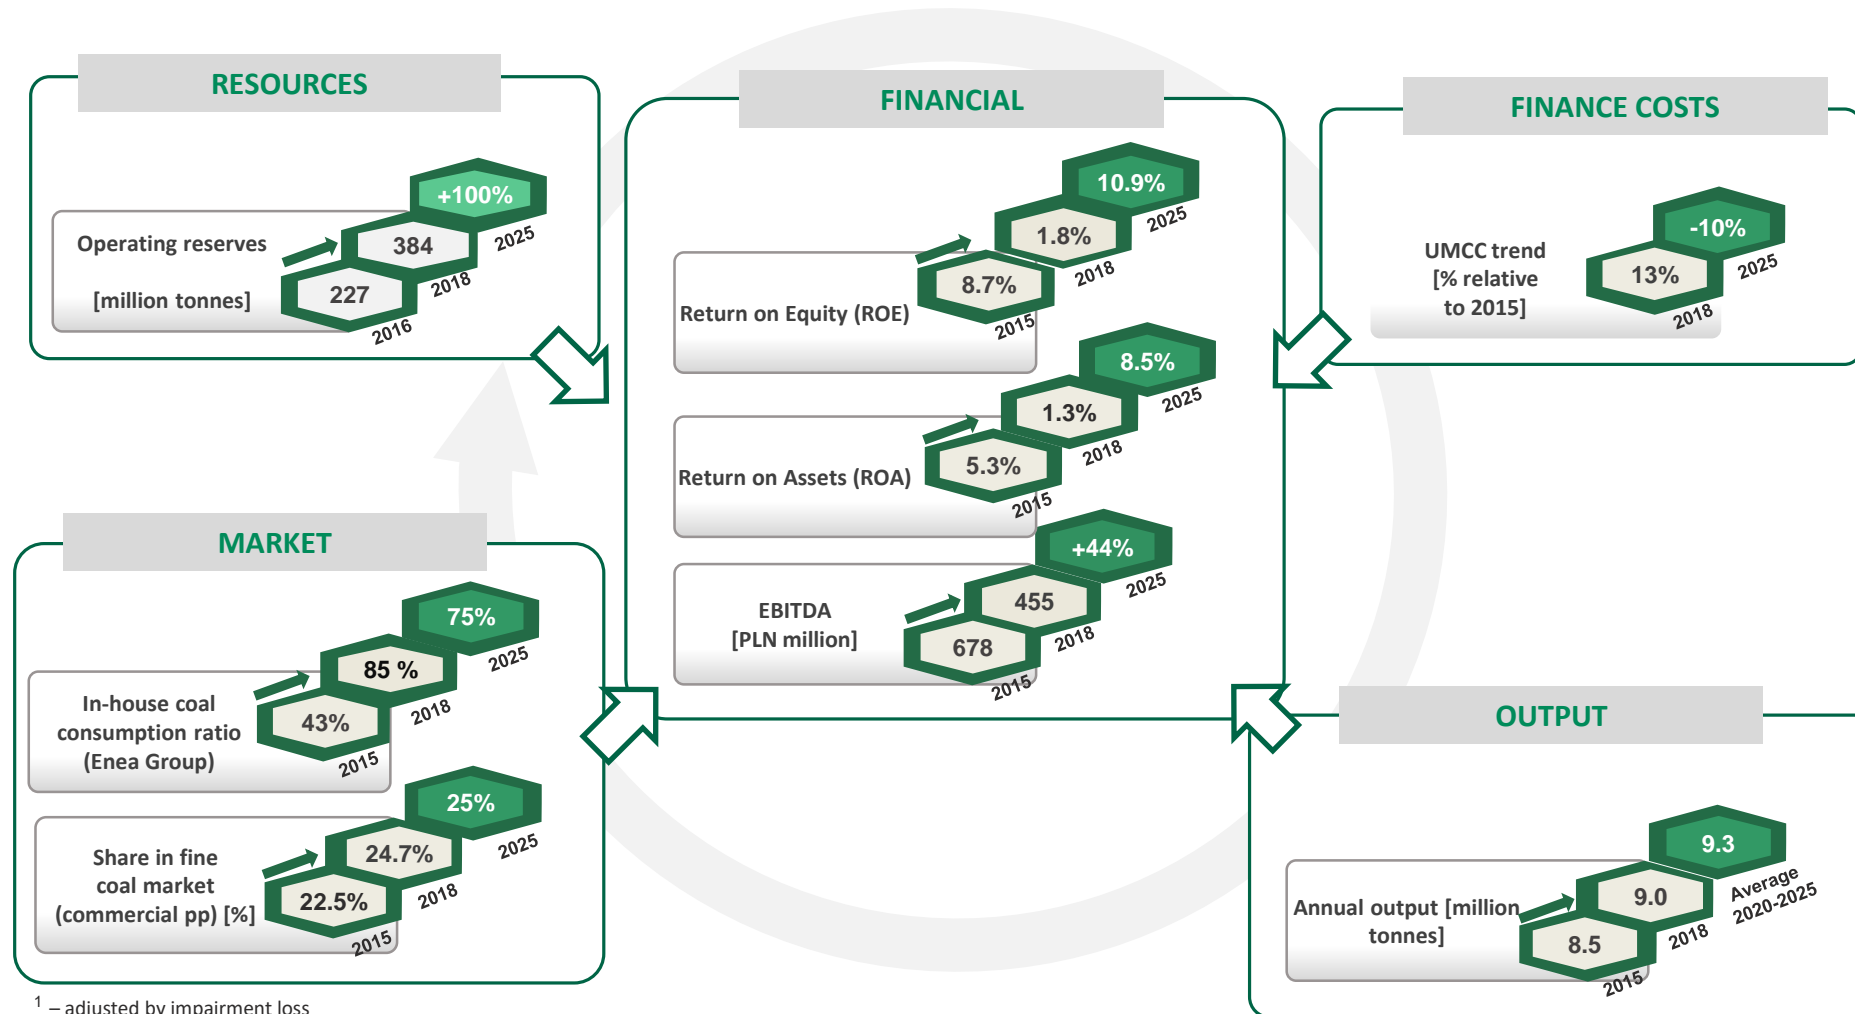 RESOURCES
Operating reserves
[million tonnes]
+100%
2025
384
2018
227
2016
FINANCIAL
Return on Equity (ROE)
10.9%
2025
1.8%
2018
8.7%
2015
Return on Assets (ROA)
8.5%
2025
1.3%
2018
5.3%
2015
EBITDA
[PLN million]
+44%
2025
455
2018
678
2015
FINANCE COSTS
UMCC trend
[% relative
to 2015]
-10%
2025
13%
2018
MARKET
In-house coal
consumption ratio
(Enea Group)
75%
2025
85 %
2018
43%
2015
Share in fine
coal market
(commercial pp) [%]
25%
2025
24.7%
2018
22.5%
2015
OUTPUT
Annual output [million
tonnes]
9.3
Average
2020-2025
9.0
2018
8.5
2015
1 – adjusted by impairment loss